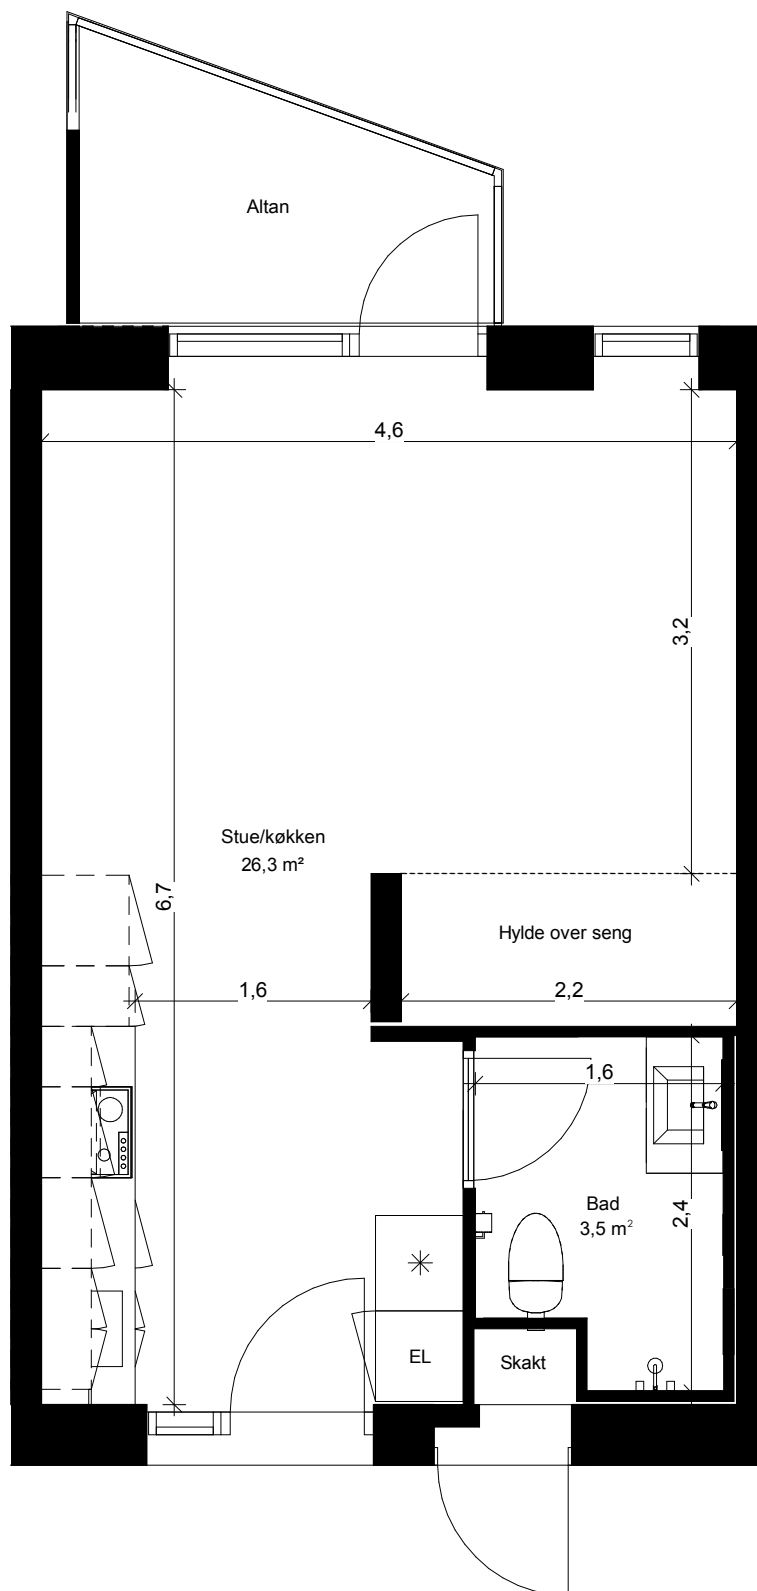 Altan
4,6
3,2
Stue/køkken
26,3 m²
6,7
Hylde over seng
1,6
2,2
1,6
Bad
3,5 m²
2,4
EL
Skakt